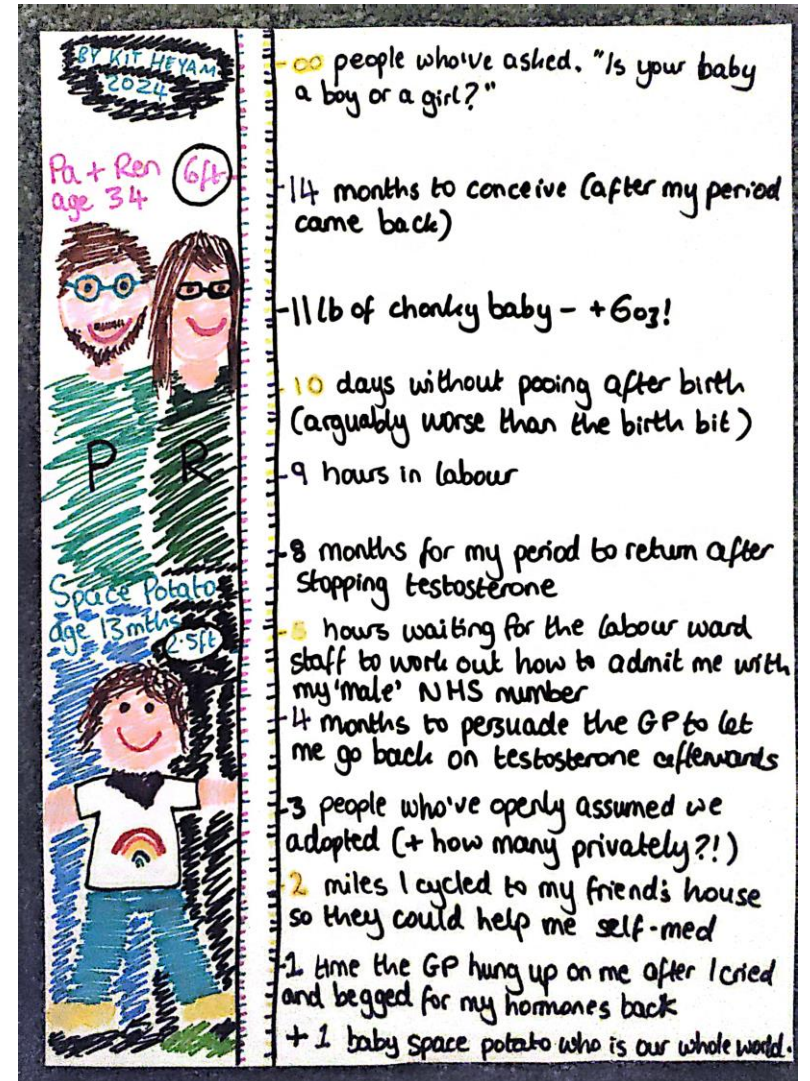 BY KIT HEYAM
2024
Pa + Ren
age 34
6ft
P
R
Space Potato
age 13 mths
2.5ft
∞ people who've asked. "Is your baby
a boy or a girl?"
14 months to conceive (after my period
came back)
11 lb of chonky baby - + 6oz!
10 days without pooing after birth
(arguably worse than the birth bit)
9 hours in labour
8 months for my period to return after
stopping testosterone
hours waiting for the labour ward
staff to work out how to admit me with
my 'male' NHS number
4 months to persuade the GP to let
me go back on testosterone afterwards
3 people who've openly assumed we
adopted (+ how many privately?!)
2 miles I cycled to my friend's house
so they could help me self-med
1 time the GP hung up on me after I cried
and begged for my hormones back
+ 1 baby space potato who is our whole world.